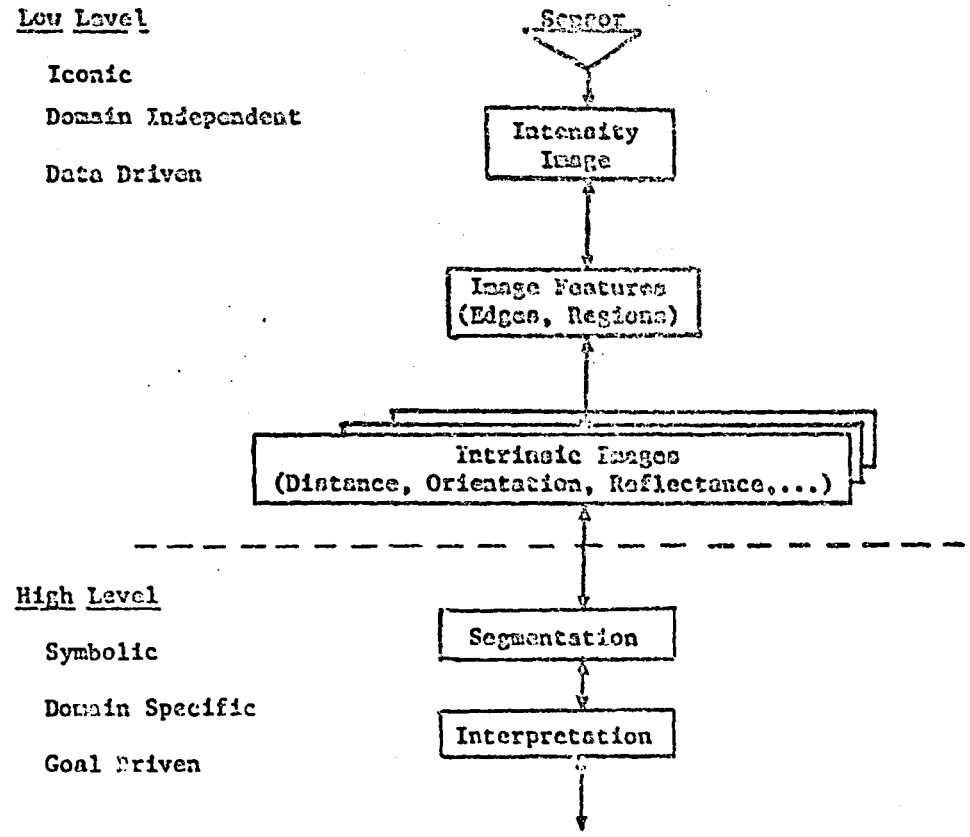 Low Level
Iconic
Domain Independent
Data Driven
Sensor
Intensity
Image
Image Features
(Edges, Regions)
Intrinsic Images
(Distance, Orientation, Reflectance,...)
High Level
Symbolic
Domain Specific
Goal Driven
Segmentation
Interpretation